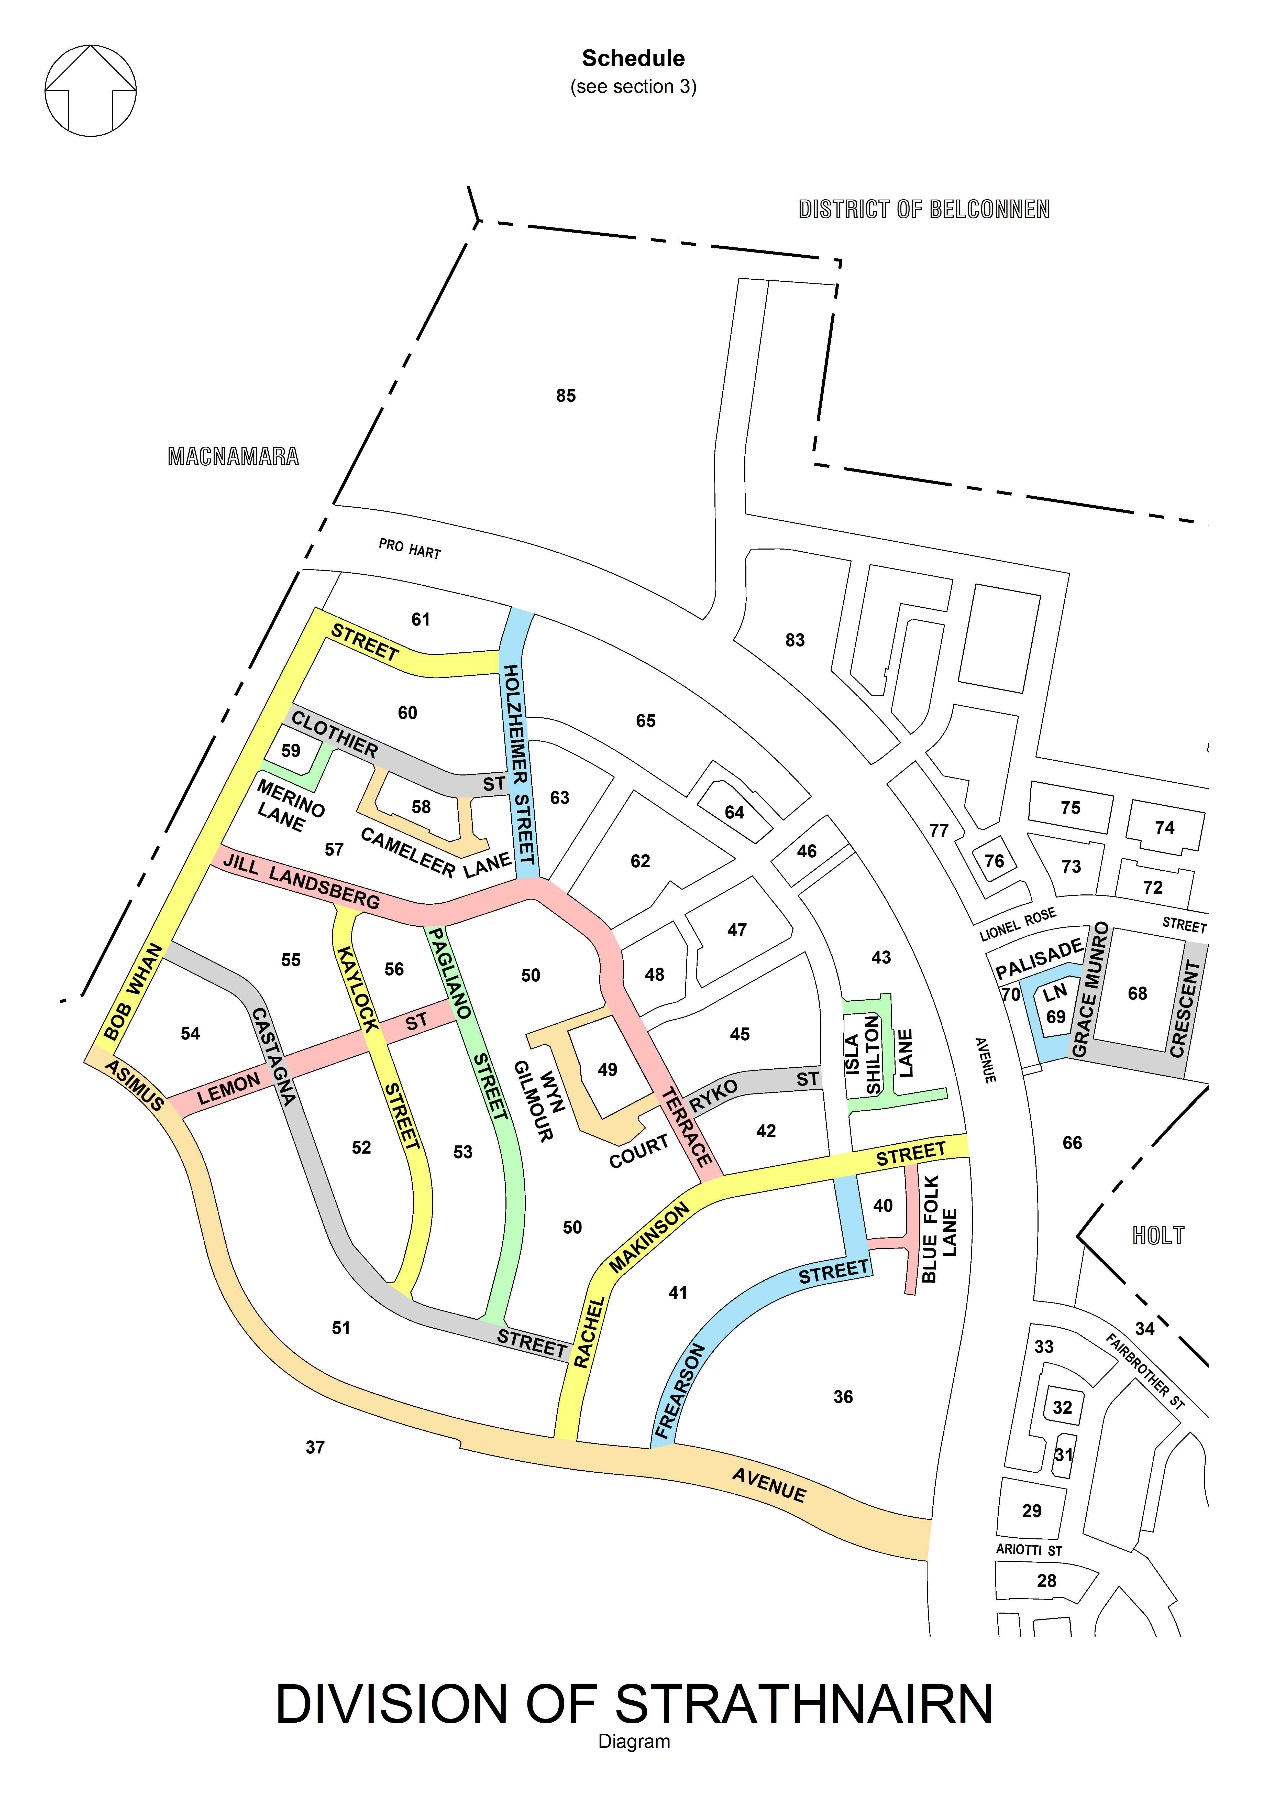 Schedule
(see section 3)
DISTRICT OF BELCONNEN
85
MACNAMARA
PRO HART
61
STREET
83
HOLZHEIMER STREET
60
65
CLOTHIER
ST
59
MERINO
LANE
58
63
64
75
74
77
CAMELEER LANE
57
62
46
76
73
72
JILL LANDSBERG
LIONEL ROSE
STREET
47
43
PALISADE
BOB WHAN
55
KAYLOCK
STREET
56
PAGLIANO
STREET
50
48
70
LN
69
GRACE MUNRO
68
CRESCENT
54
CASTAGNA
ST
LEMON
45
ISLA
SHILTON
LANE
AVENUE
ASIMUS
WYN
GILMOUR
COURT
49
TERRACE
RYKO
ST
42
66
52
53
STREET
40
BLUE FOLK
LANE
50
HOLT
RACHEL
MAKINSON
STREET
41
51
STREET
FREARSON
34
33
FAIRBROTHER ST
36
32
37
31
AVENUE
29
ARIOTTI ST
28
DIVISION OF STRATHNAIRN
Diagram